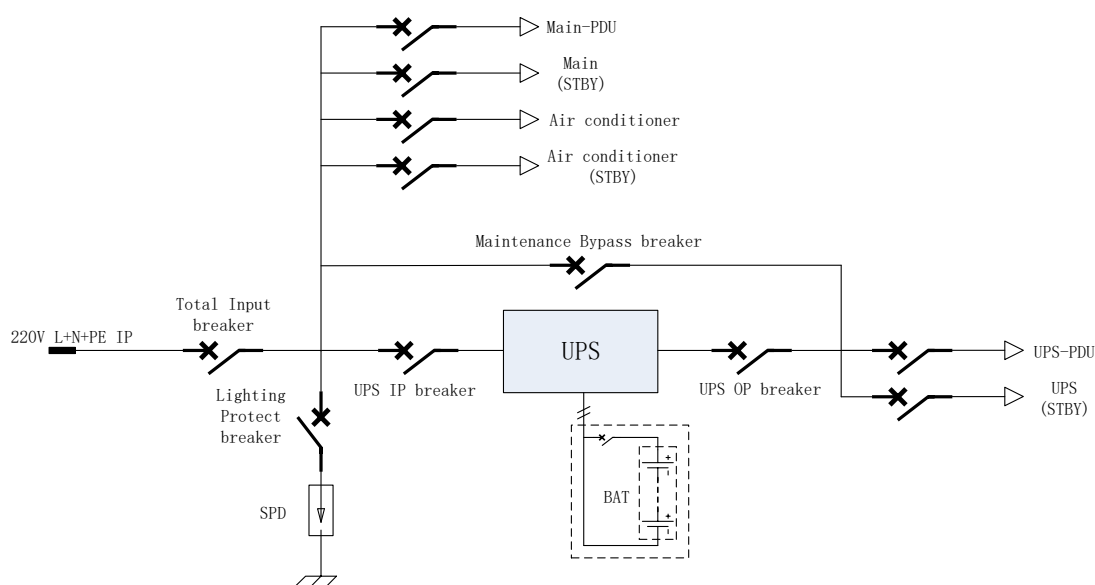 Main-PDU
Main
(STBY)
Air conditioner
Air conditioner
(STBY)
Maintenance Bypass breaker
Total Input
breaker
220V L+N+PE IP
UPS
UPS IP breaker
UPS OP breaker
UPS-PDU
UPS
(STBY)
Lighting
Protect
breaker
BAT
+
+
SPD